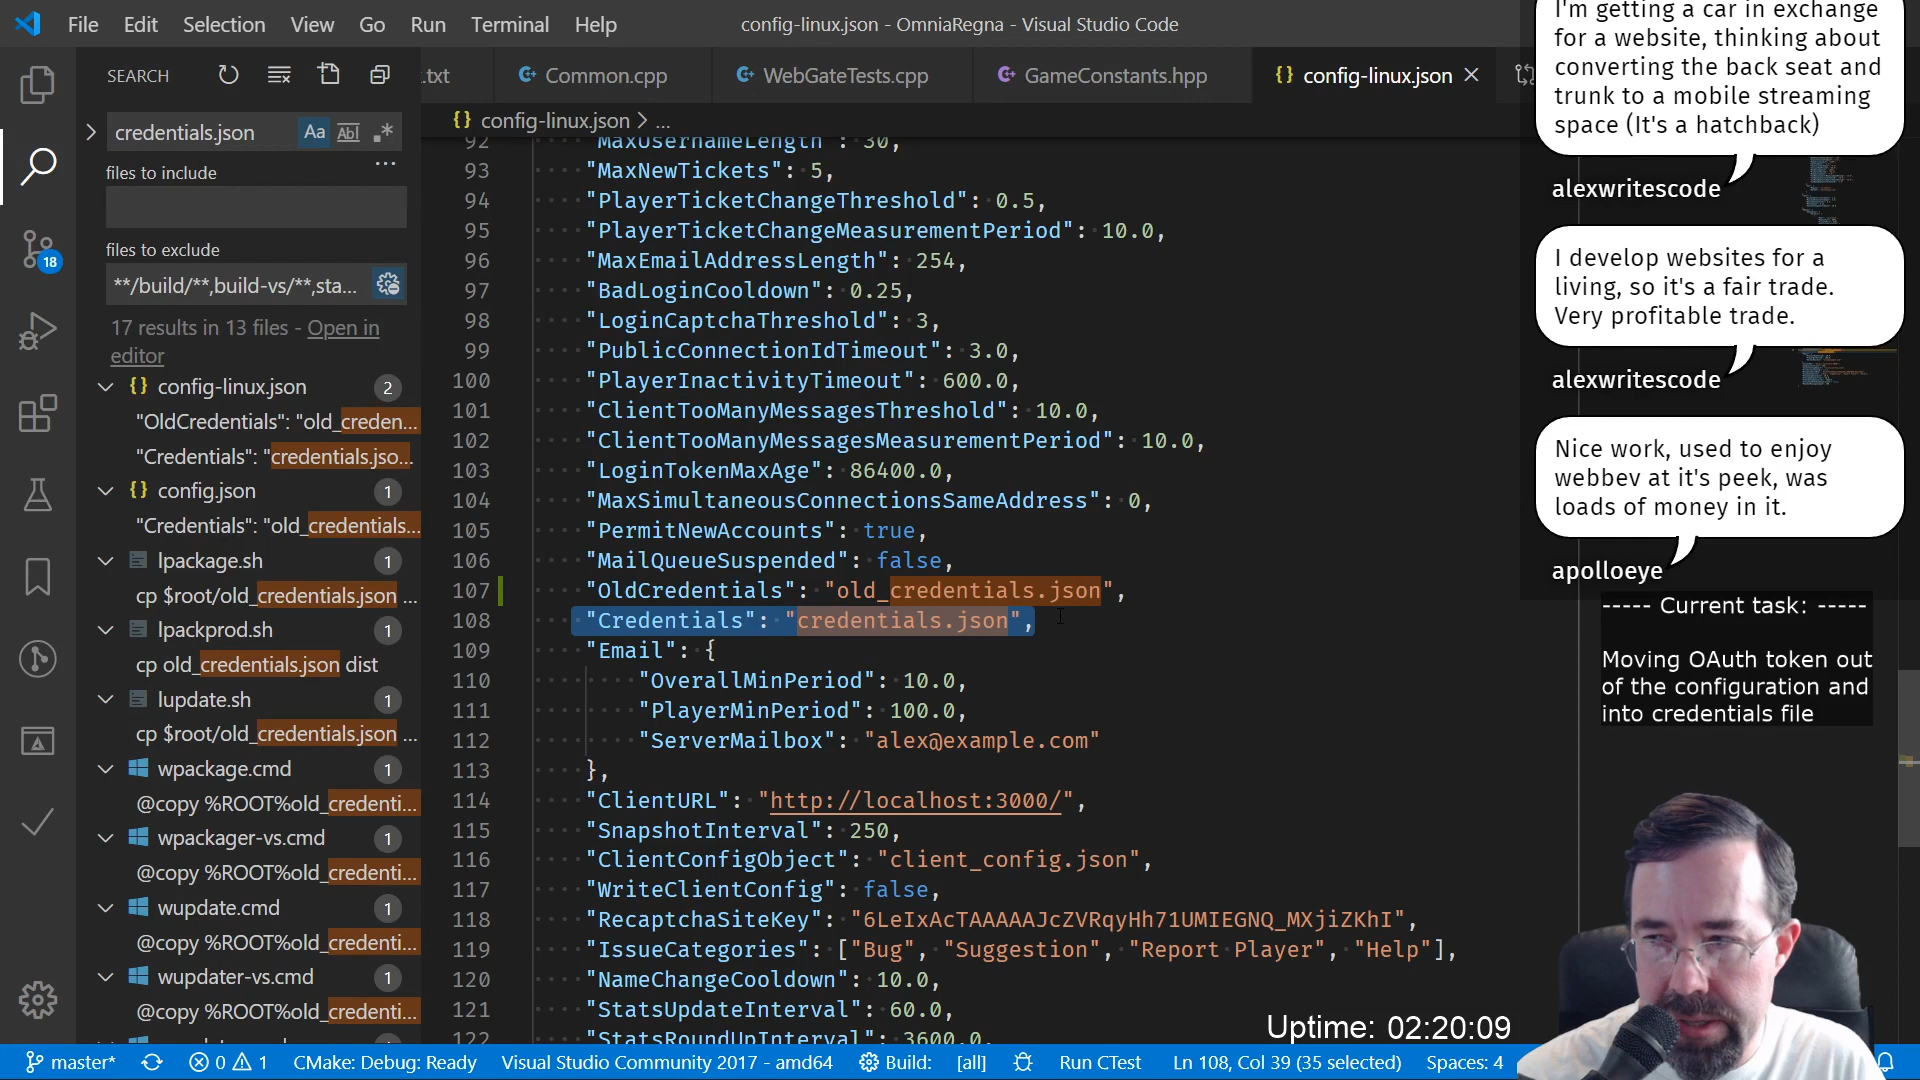 File Edit Selection View Go Run Terminal Help
config-linux.json - OmniaRegna - Visual Studio Code
SEARCH
.txt
Common.cpp
WebGateTests.cpp
GameConstants.hpp
config-linux.json
credentials.json
Aa Abl
files to include
files to exclude
**/build/**,build-vs/**,sta...
17 results in 13 files - Open in
editor
config-linux.json 2
"OldCredentials": "old_creden...
"Credentials": "credentials.jso...
config.json 1
"Credentials": "old_credentials...
lpackage.sh 1
cp $root/old_credentials.json ...
lpackprod.sh 1
cp old_credentials.json dist
lupdate.sh 1
cp $root/old_credentials.json ...
wpackage.cmd 1
@copy %ROOT%old_credenti...
wpackager-vs.cmd 1
@copy %ROOT%old_credenti...
wupdate.cmd 1
@copy %ROOT%old_credenti...
wupdater-vs.cmd 1
@copy %ROOT%old_credenti...
18
config-linux.json > ...
92 "MaxUsernameLength": 30,
93 "MaxNewTickets": 5,
94 "PlayerTicketChangeThreshold": 0.5,
95 "PlayerTicketChangeMeasurementPeriod": 10.0,
96 "MaxEmailAddressLength": 254,
97 "BadLoginCooldown": 0.25,
98 "LoginCaptchaThreshold": 3,
99 "PublicConnectionIdTimeout": 3.0,
100 "PlayerInactivityTimeout": 600.0,
101 "ClientTooManyMessagesThreshold": 10.0,
102 "ClientTooManyMessagesMeasurementPeriod": 10.0,
103 "LoginTokenMaxAge": 86400.0,
104 "MaxSimultaneousConnectionsSameAddress": 0,
105 "PermitNewAccounts": true,
106 "MailQueueSuspended": false,
107 "OldCredentials": "old_credentials.json",
108 "Credentials": "credentials.json",
109 "Email": {
110 "OverallMinPeriod": 10.0,
111 "PlayerMinPeriod": 100.0,
112 "ServerMailbox": "alex@example.com"
113 },
114 "ClientURL": "http://localhost:3000/",
115 "SnapshotInterval": 250,
116 "ClientConfigObject": "client_config.json",
117 "WriteClientConfig": false,
118 "RecaptchaSiteKey": "6LeIxAcTAAAAAJcZVRqyHh71UMIEGNQ_MXjiZKhI",
119 "IssueCategories": ["Bug", "Suggestion", "Report Player", "Help"],
120 "NameChangeCooldown": 10.0,
121 "StatsUpdateInterval": 60.0,
122 "StatsRoundUpInterval": 3600.0,
I'm getting a car in exchange
for a website, thinking about
converting the back seat and
trunk to a mobile streaming
space (It's a hatchback)
alexwritescode
I develop websites for a
living, so it's a fair trade.
Very profitable trade.
alexwritescode
Nice work, used to enjoy
webbev at it's peek, was
loads of money in it.
apolloeye
----- Current task: -----
Moving OAuth token out
of the configuration and
into credentials file
Uptime: 02:20:09
master* 0 1 CMake: Debug: Ready Visual Studio Community 2017 - amd64 Build: [all] Run CTest Ln 108, Col 39 (35 selected) Spaces: 4